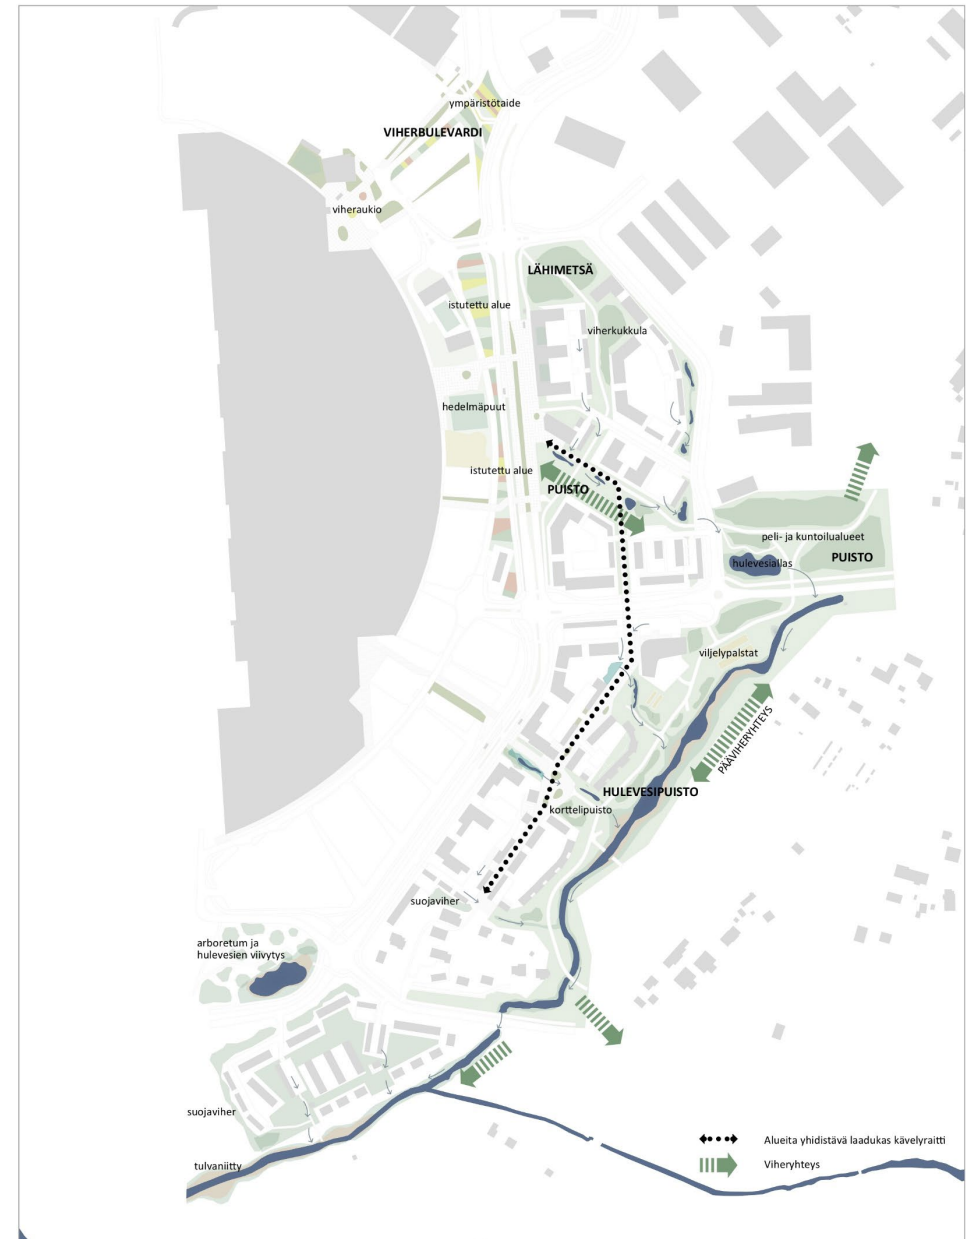 ympäristötaide
VIHERBULEVARDI
viheraukio
LÄHIMETSÄ
istutettu alue
viherkukkula
hedelmäpuut
istutettu alue
PUISTO
peli- ja kuntoilualueet
PUISTO
hulevesiallas
viljelypalstat
PÄÄVIHERYHTEYS
HULEVESIPUISTO
korttelipuisto
suojaviher
arboretum ja
hulevesien viivytys
suojaviher
tulvaniitty
Alueita yhidistävä laadukas kävelyraitti
Viheryhteys